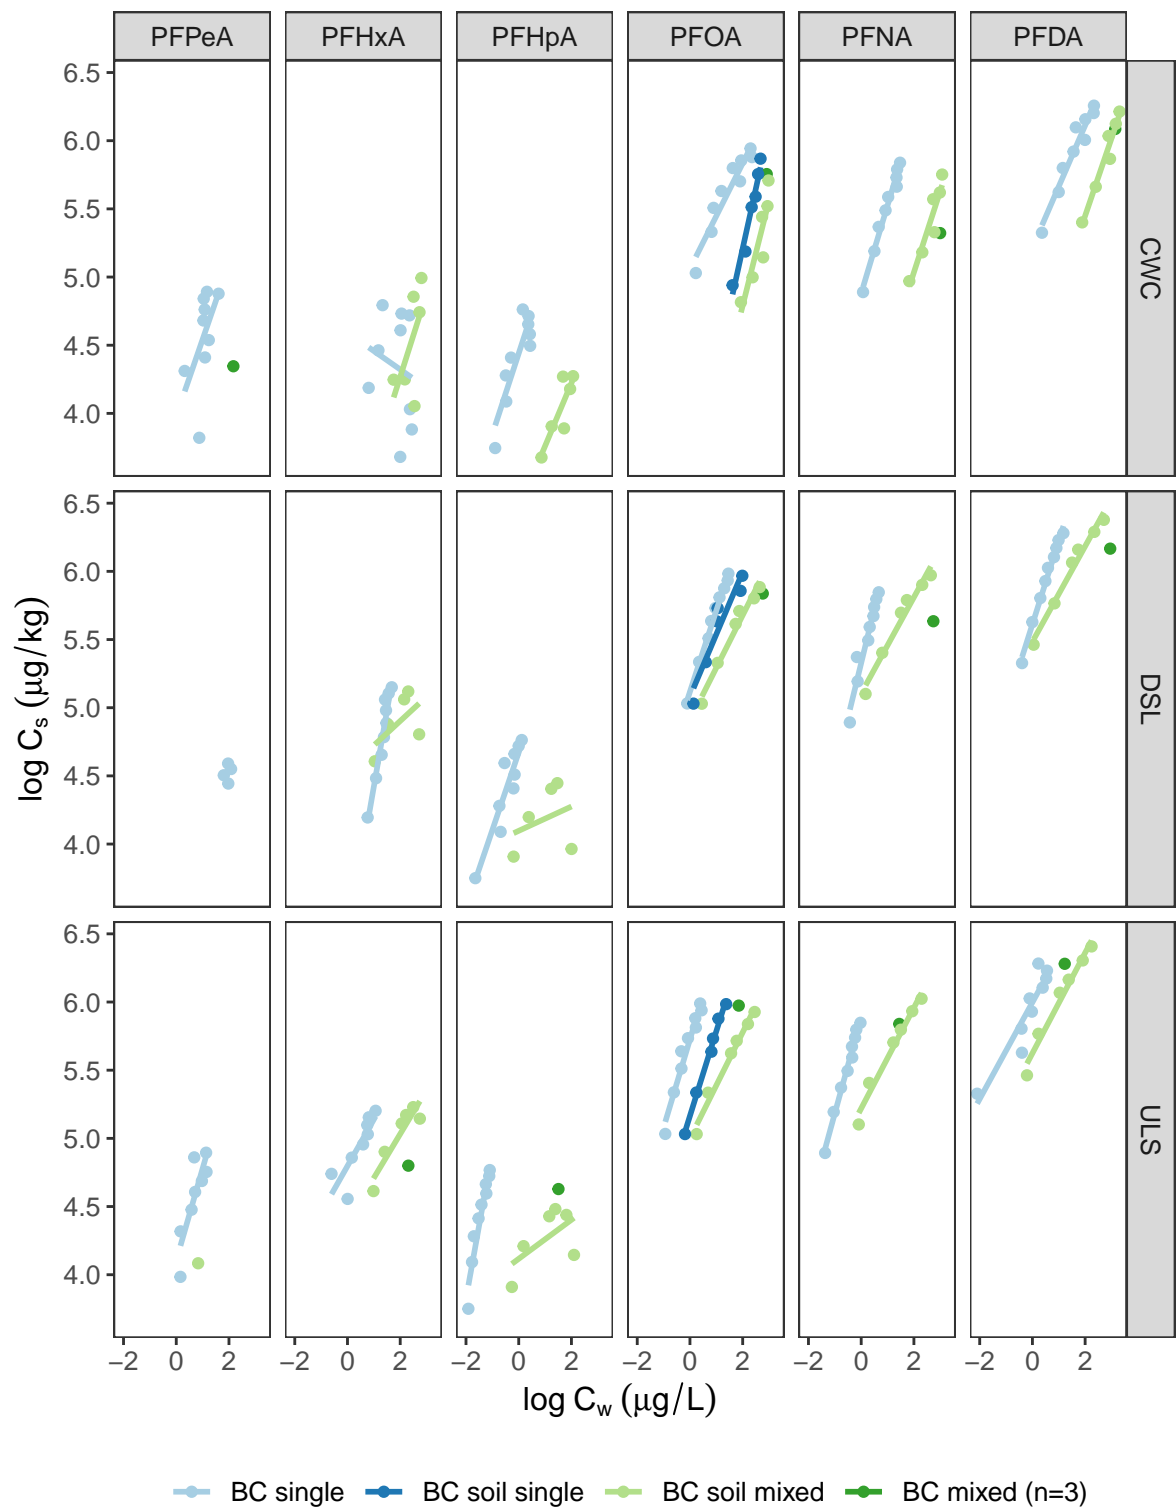 PFPeA PFHxA PFHpA PFOA PFNA PFDA
6.5
6.0
5.5
5.0
4.5
4.0
CWC
6.5
6.0
5.5
5.0
4.5
4.0
DSL
log Cs (μg/kg)
6.5
6.0
5.5
5.0
4.5
4.0
ULS
−2 0 2 −2 0 2 −2 0 2 −2 0 2 −2 0 2 −2 0 2
log Cw (μg/L)
BC single BC soil single BC soil mixed BC mixed (n=3)